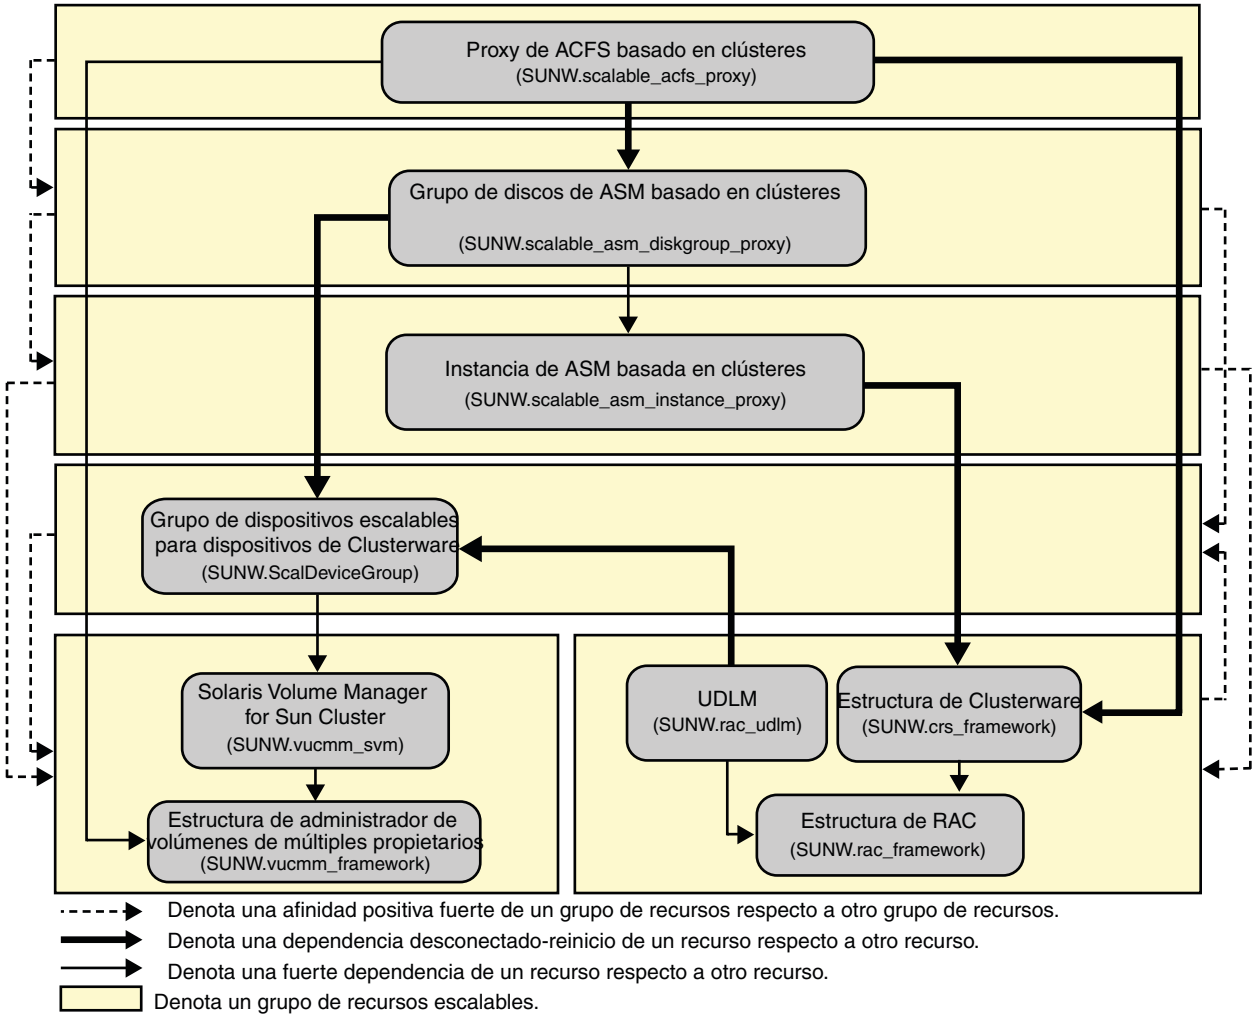 Proxy de ACFS basado en clústeres
(SUNW.scalable_acfs_proxy)
Grupo de discos de ASM basado en clústeres
(SUNW.scalable_asm_diskgroup_proxy)
Instancia de ASM basada en clústeres
(SUNW.scalable_asm_instance_proxy)
Grupo de dispositivos escalables
para dispositivos de Clusterware
(SUNW.ScalDeviceGroup)
Solaris Volume Manager
for Sun Cluster
(SUNW.vucmm_svm)
Estructura de administrador de
volúmenes de múltiples propietarios
(SUNW.vucmm_framework)
UDLM
(SUNW.rac_udlm)
Estructura de Clusterware
(SUNW.crs_framework)
Estructura de RAC
(SUNW.rac_framework)
Denota una afinidad positiva fuerte de un grupo de recursos respecto a otro grupo de recursos.
Denota una dependencia desconectado-reinicio de un recurso respecto a otro recurso.
Denota una fuerte dependencia de un recurso respecto a otro recurso.
Denota un grupo de recursos escalables.